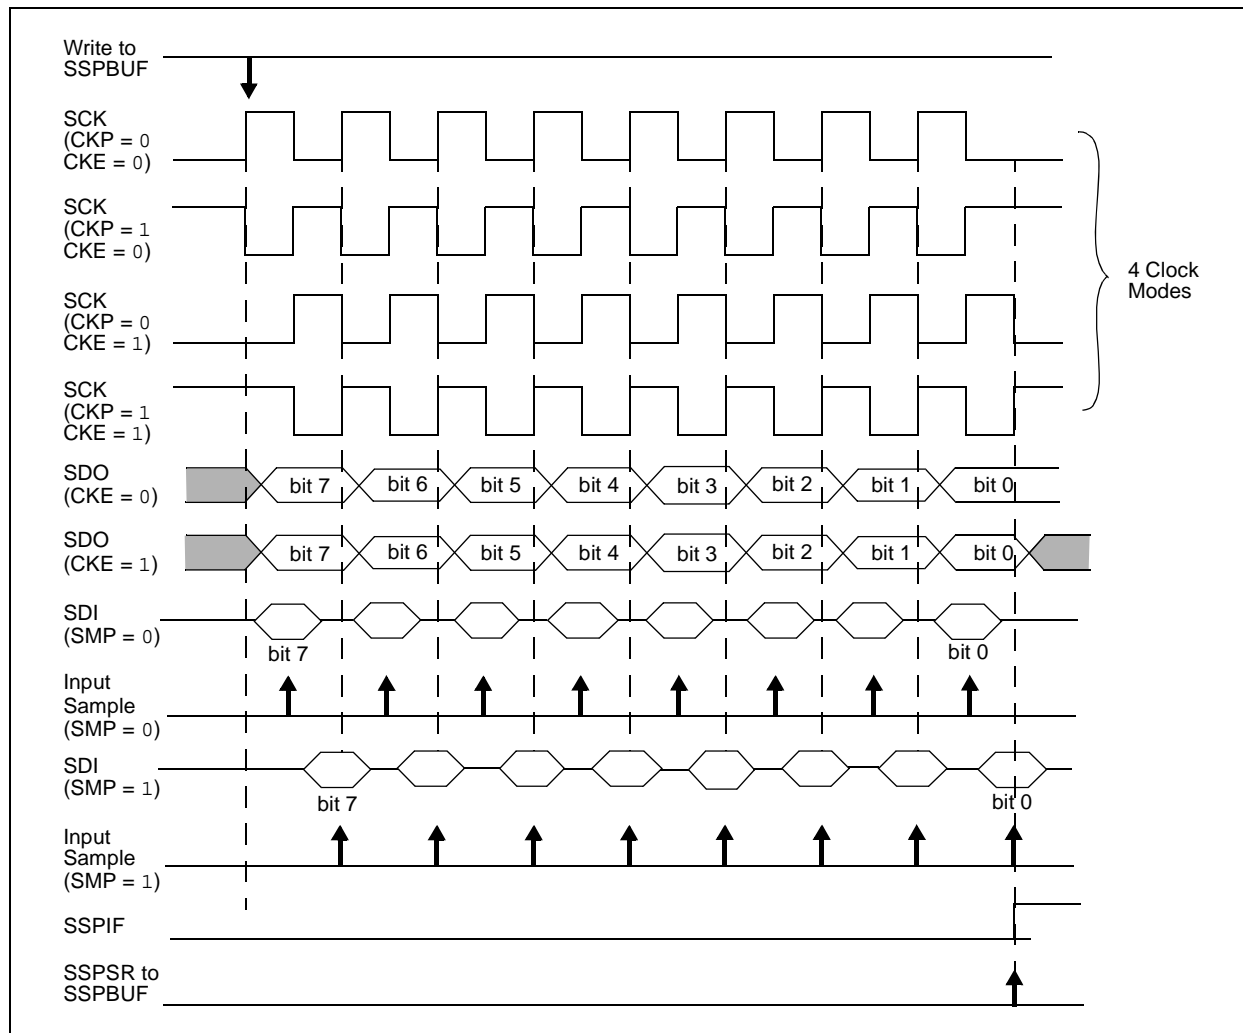 Write to
SSPBUF
SCK
(CKP = 0
CKE = 0)
SCK
(CKP = 1
CKE = 0)
SCK
(CKP = 0
CKE = 1)
SCK
(CKP = 1
CKE = 1)
4 Clock
Modes
SDO
(CKE = 0)
bit 7 bit 6 bit 5 bit 4 bit 3 bit 2 bit 1 bit 0
SDO
(CKE = 1)
bit 7 bit 6 bit 5 bit 4 bit 3 bit 2 bit 1 bit 0
SDI
(SMP = 0)
bit 7 bit 0
Input
Sample
(SMP = 0)
SDI
(SMP = 1)
bit 7 bit 0
Input
Sample
(SMP = 1)
SSPIF
SSPSR to
SSPBUF